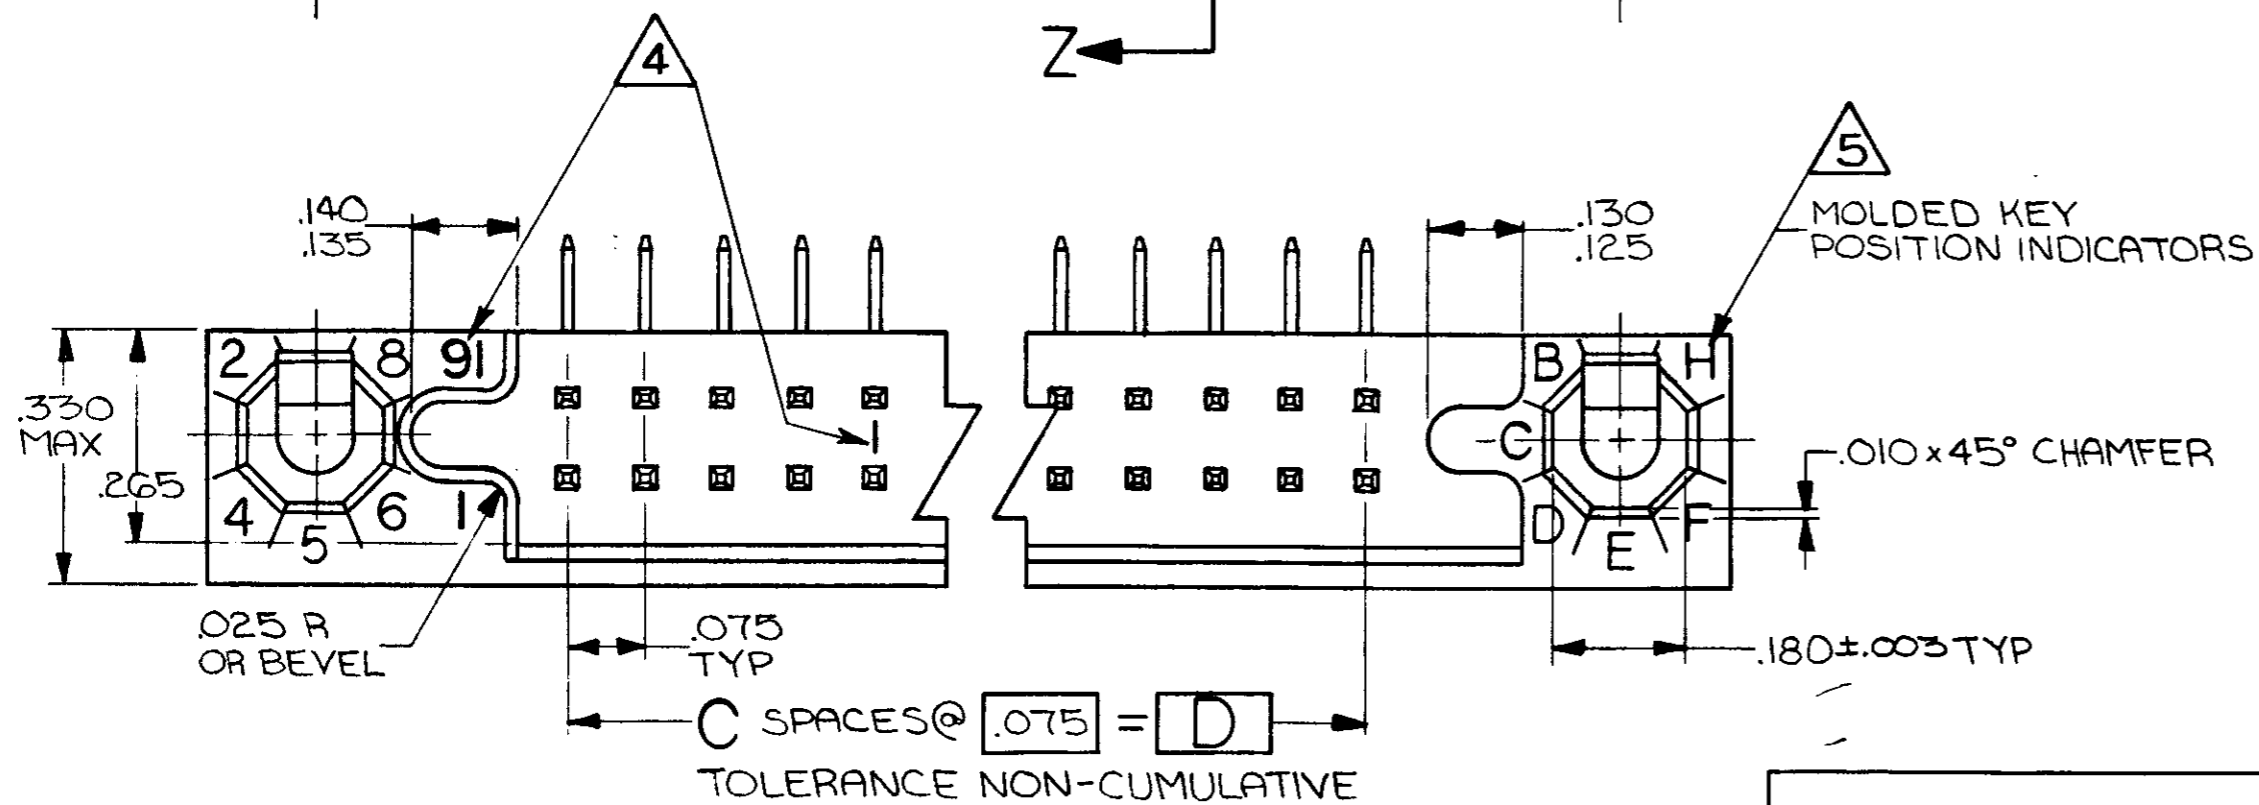 Z
4
5
MOLDED KEY
POSITION INDICATORS
.140
.135
.130
.125
2
8
91
B
H
.330
MAX
.265
1
C
.010 x 45° CHAMFER
4
6
1
5
D
F
E
.025 R
OR BEVEL
.075
TYP
.180±.003 TYP
C SPACES@ .075 = D
TOLERANCE NON-CUMULATIVE